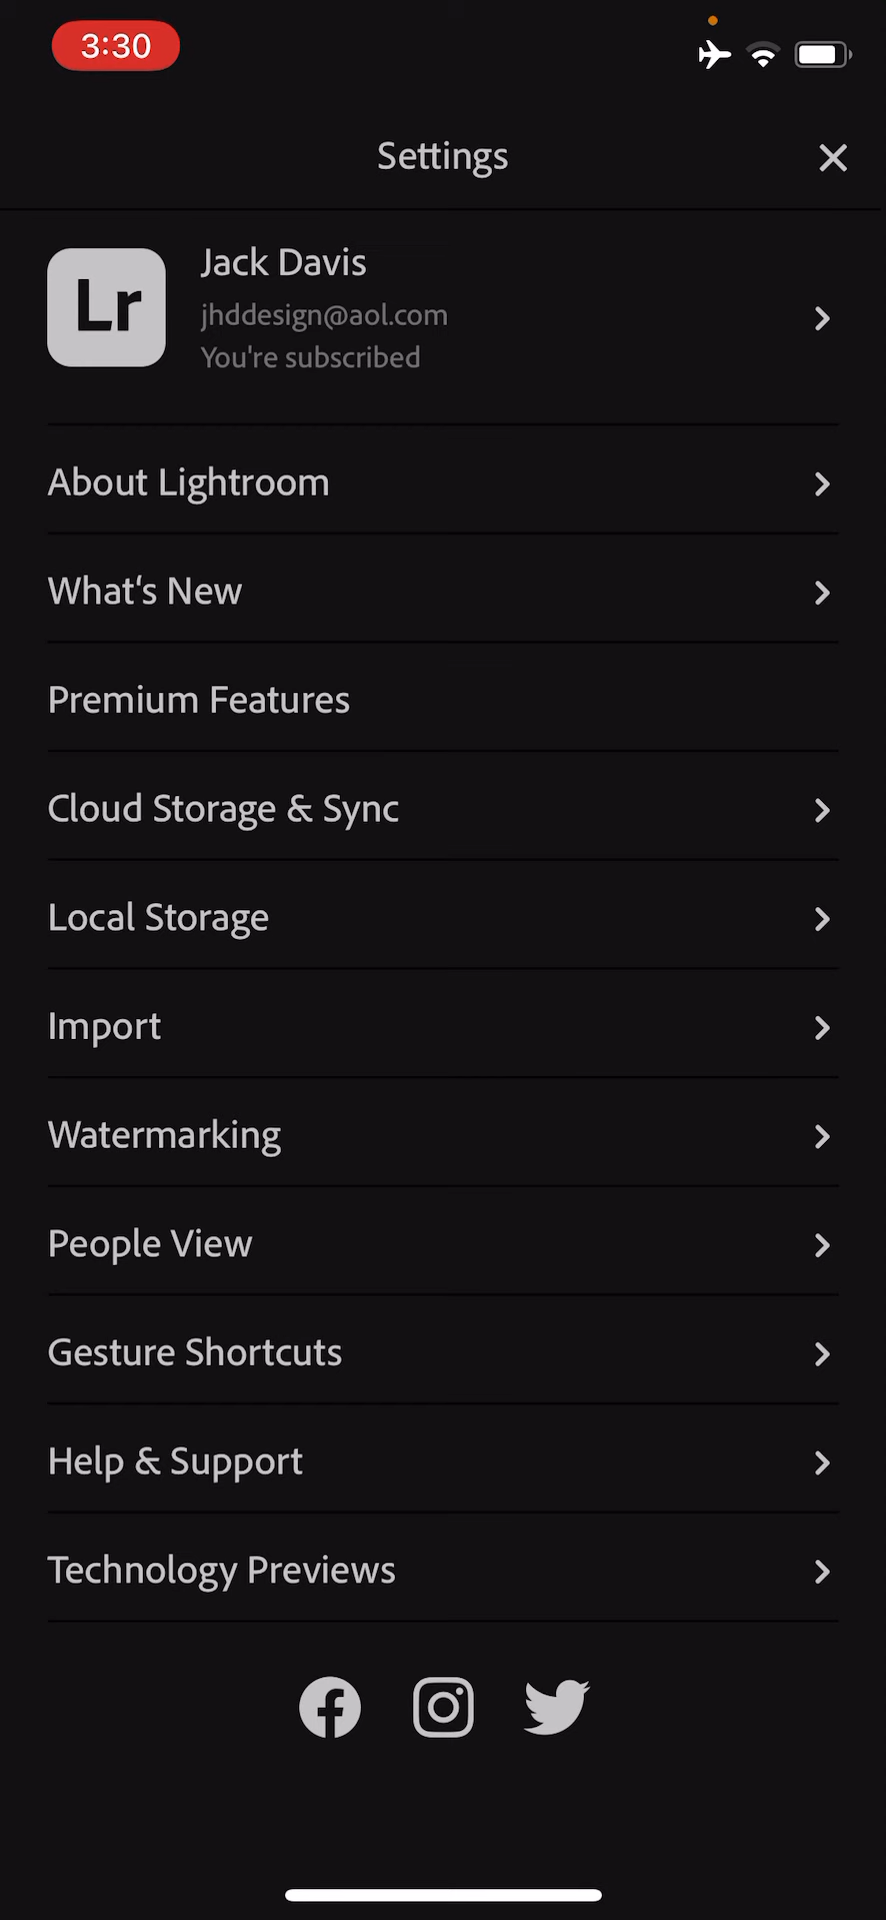 3:30
Settings
Lr
Jack Davis
jhddesign@aol.com
You're subscribed
About Lightroom
What‘s New
Premium Features
Cloud Storage & Sync
Local Storage
Import
Watermarking
People View
Gesture Shortcuts
Help & Support
Technology Previews